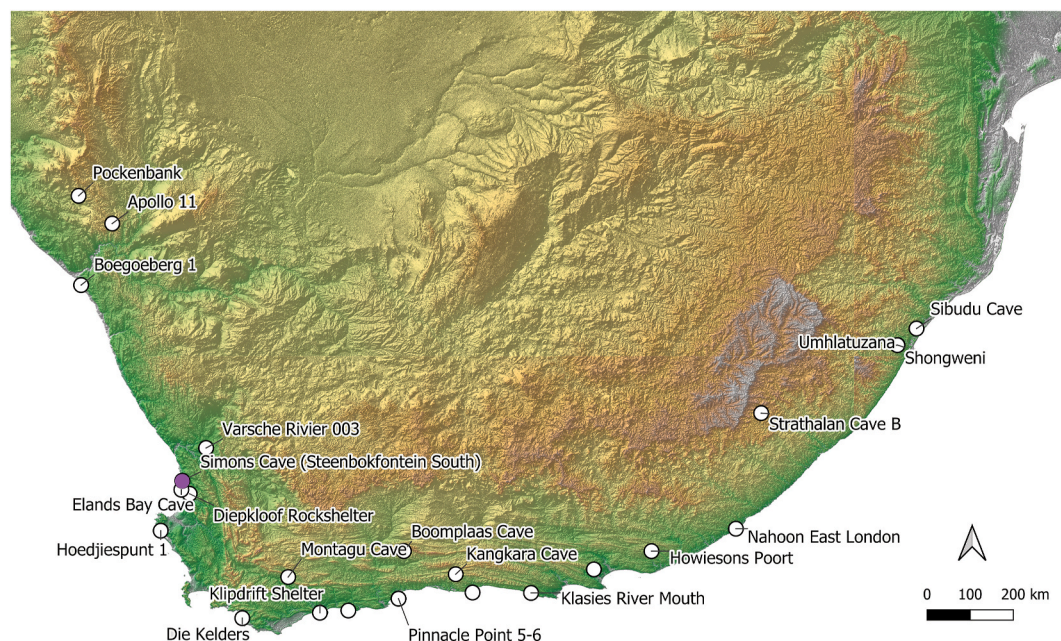 Pockenbank
Apollo 11
Boegoeberg 1
Sibudu Cave
Umhlatuzana
Shongweni
Strathalan Cave B
Varsche Rivier 003
Simons Cave (Steenbokfontein South)
Elands Bay Cave
Diepkloof Rockshelter
Hoedjiespunt 1
Boomplaas Cave
Montagu Cave
Kangkara Cave
Nahoon East London
Howiesons Poort
Klipdrift Shelter
Klasies River Mouth
Die Kelders
Pinnacle Point 5-6
0 100 200 km